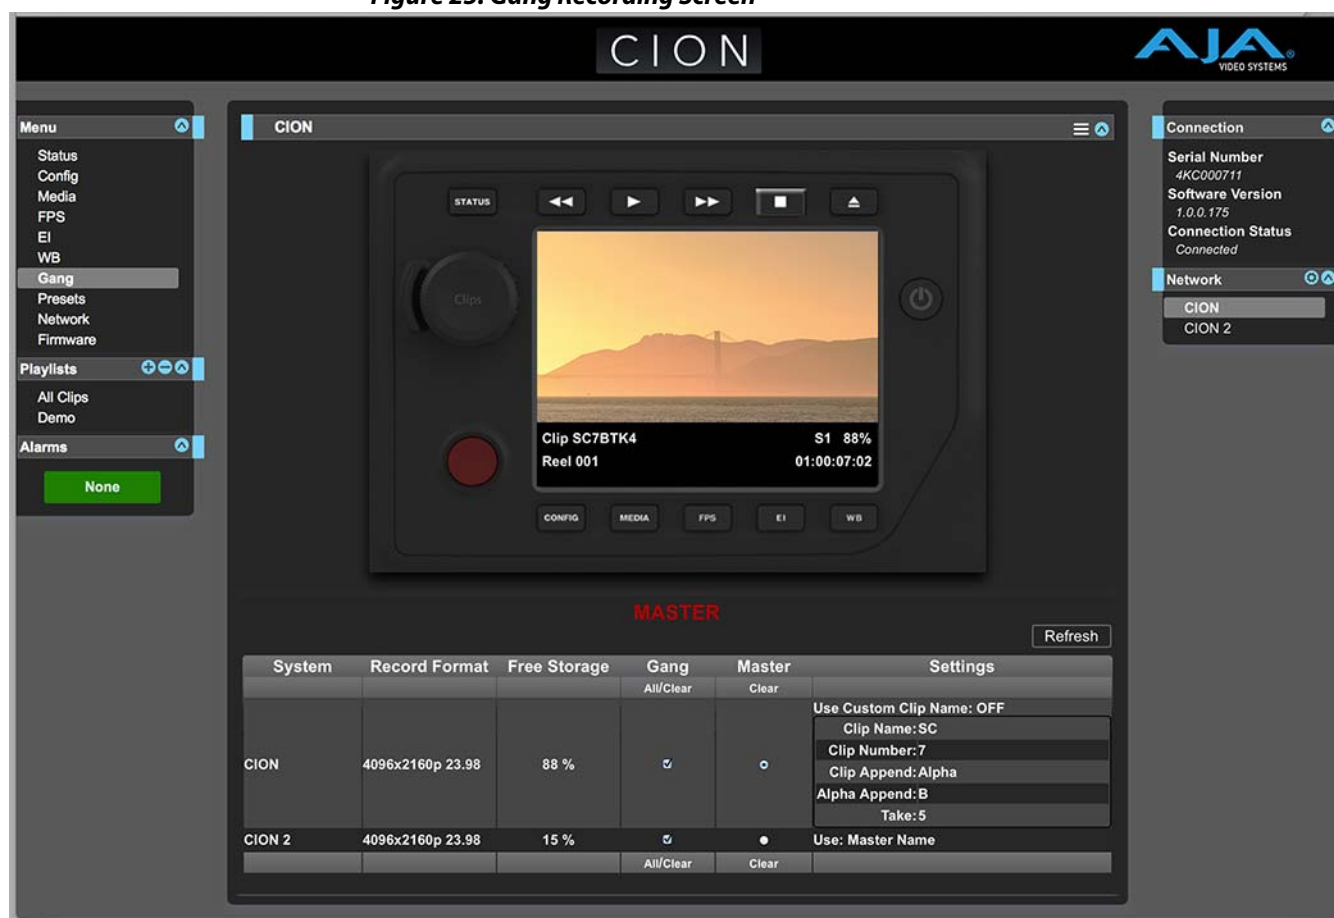 Figure 23. Gang Recording Screen
CION
AJA
VIDEO SYSTEMS
Menu
Status
Config
Media
FPS
EI
WB
Gang
Presets
Network
Firmware
Playlists
All Clips
Demo
Alarms
None
CION
STATUS
Clips
Clip SC7BTK4 S1 88%
Reel 001 01:00:07:02
CONFIG MEDIA FPS EI WB
MASTER
Refresh
System Record Format Free Storage Gang Master Settings
All/Clear Clear
Use Custom Clip Name: OFF
Clip Name: SC
Clip Number: 7
CION 4096x2160p 23.98 88 % Clip Append: Alpha
Alpha Append: B
Take: 5
CION 2 4096x2160p 23.98 15 % Use: Master Name
All/Clear Clear
Connection
Serial Number
4KC000711
Software Version
1.0.0.175
Connection Status
Connected
Network
CION
CION 2